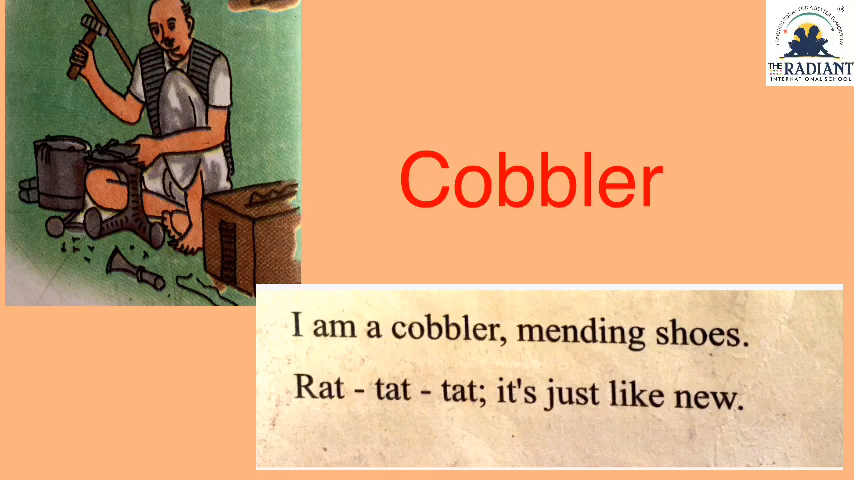 THE RADIANT
INTERNATIONAL SCHOOL
Cobbler
I am a cobbler, mending shoes.
Rat - tat - tat; it's just like new.